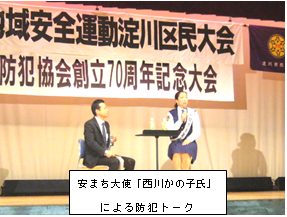 地域安全運動淀川区民大会
防犯協会創立70周年記念大会
安まち大使「西川かの子氏」
による防犯トーク